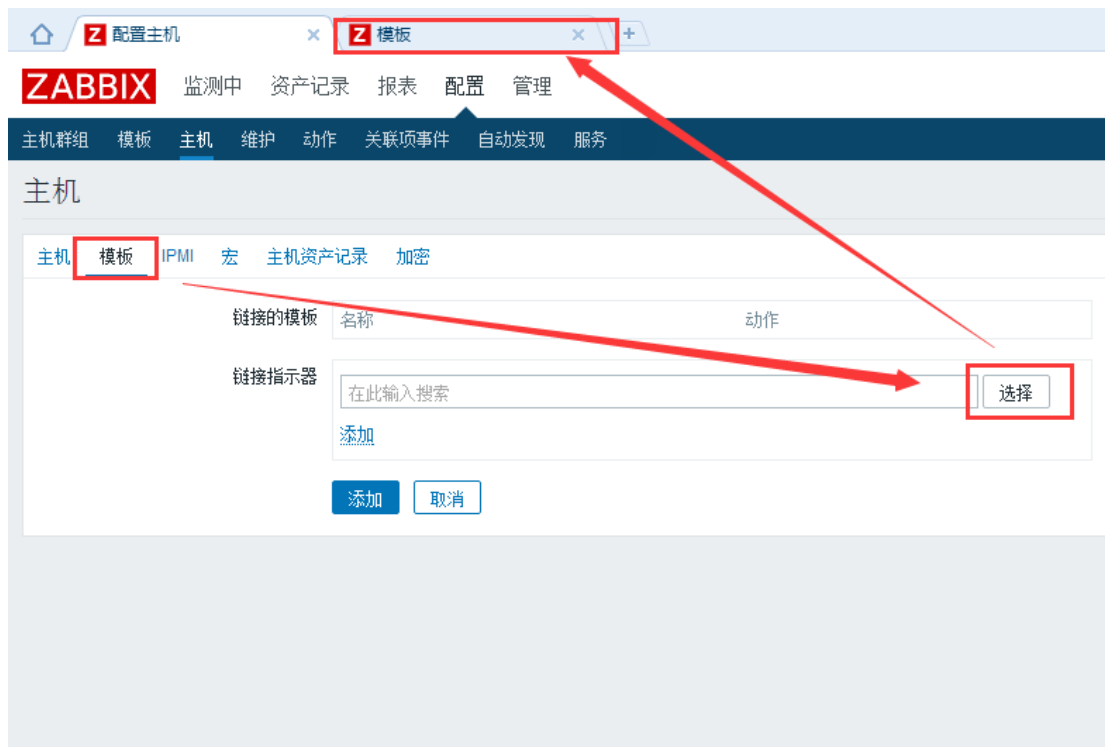 Z 配置主机 × Z 模板 × +
ZABBIX 监测中 资产记录 报表 配置 管理
主机群组 模板 主机 维护 动作 关联项事件 自动发现 服务
主机
主机 模板 IPMI 宏 主机资产记录 加密
链接的模板 名称 动作
链接指示器
在此输入搜索 选择
添加
添加 取消